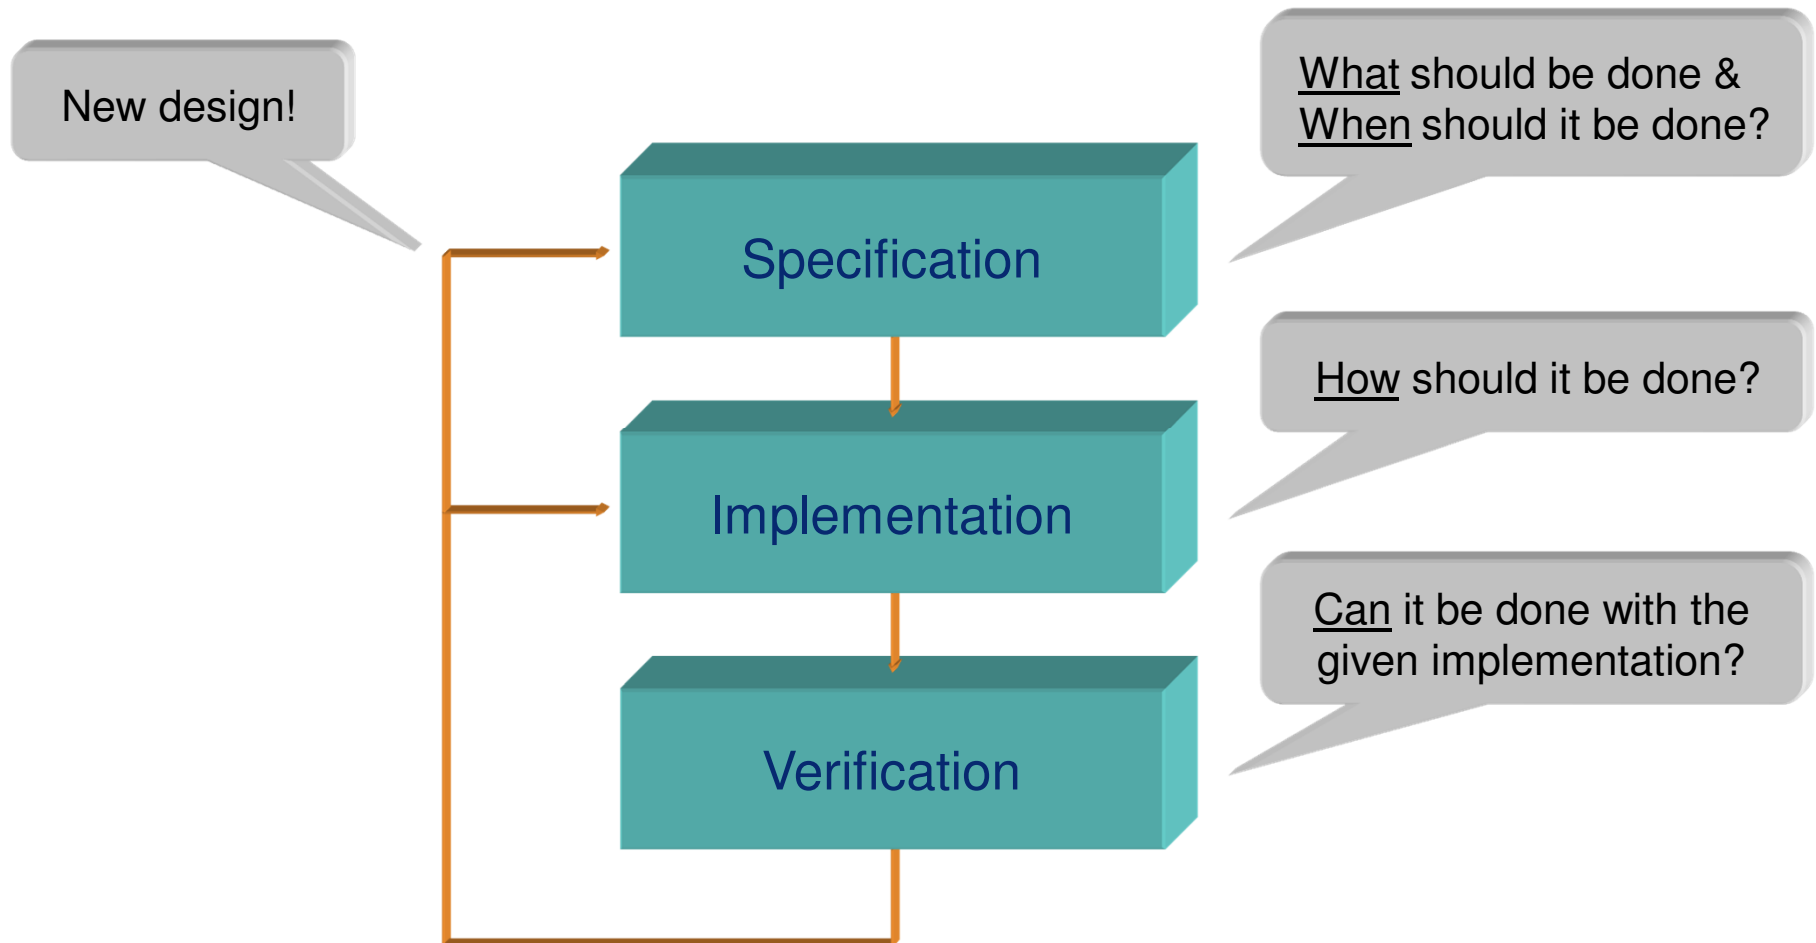 New design!
What should be done &
When should it be done?
Specification
How should it be done?
Implementation
Can it be done with the
given implementation?
Verification